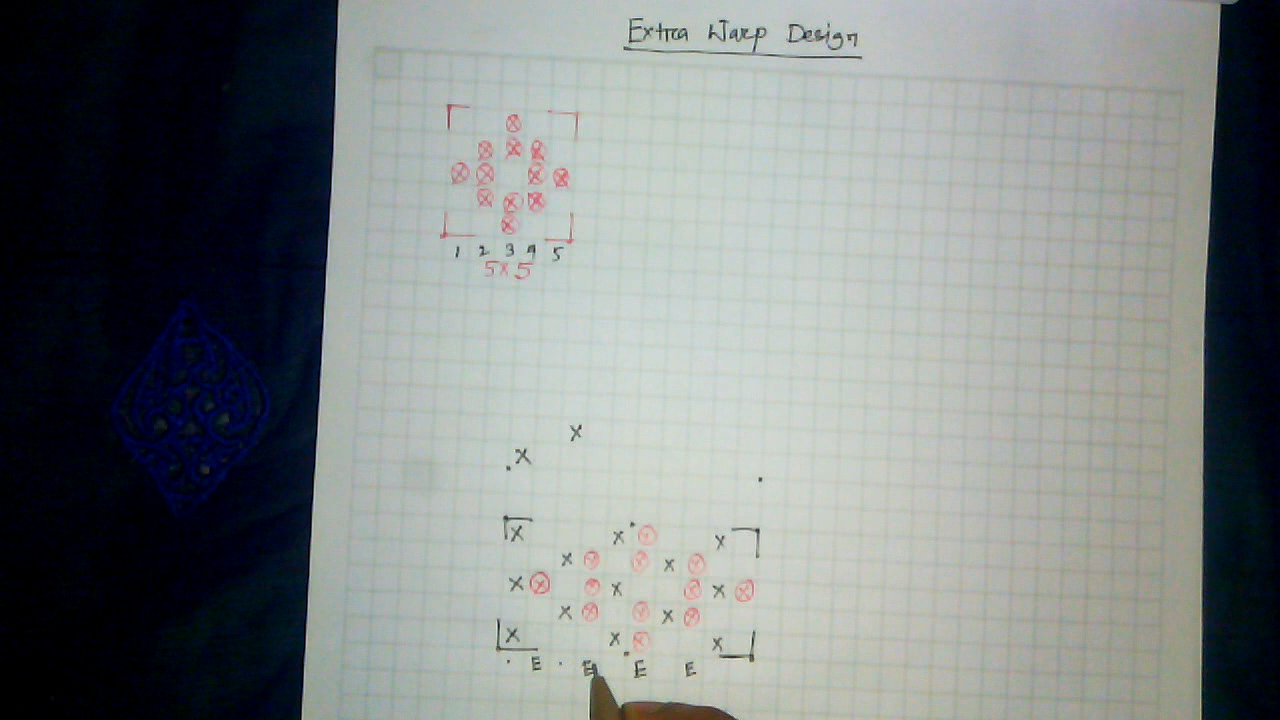 Extra Warp Design
1 2 3 4 5
5x5
X
X
X X X
X X
X X X
X X
X X X
E E E E